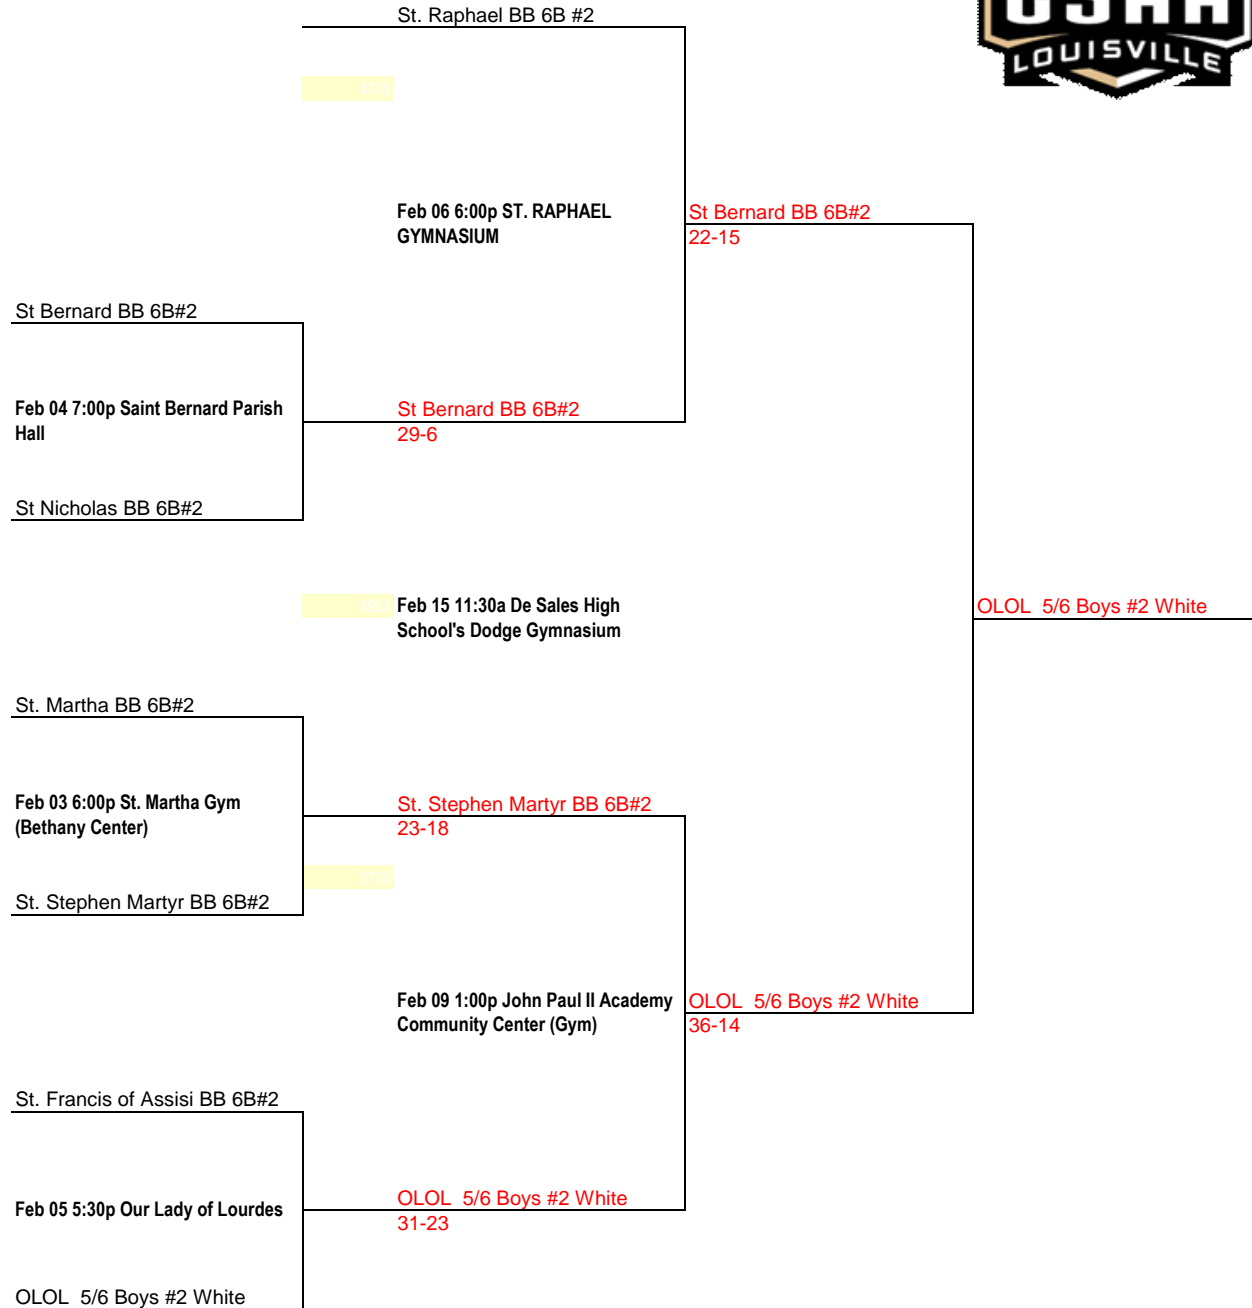 St. Raphael BB 6B #2
LOUISVILLE
Feb 06 6:00p ST. RAPHAEL
GYMNASIUM
St Bernard BB 6B#2
22-15
St Bernard BB 6B#2
Feb 04 7:00p Saint Bernard Parish
Hall
St Bernard BB 6B#2
29-6
St Nicholas BB 6B#2
Feb 15 11:30a De Sales High
School's Dodge Gymnasium
OLOL 5/6 Boys #2 White
St. Martha BB 6B#2
Feb 03 6:00p St. Martha Gym
(Bethany Center)
St. Stephen Martyr BB 6B#2
23-18
St. Stephen Martyr BB 6B#2
Feb 09 1:00p John Paul II Academy
Community Center (Gym)
OLOL 5/6 Boys #2 White
36-14
St. Francis of Assisi BB 6B#2
Feb 05 5:30p Our Lady of Lourdes
OLOL 5/6 Boys #2 White
31-23
OLOL 5/6 Boys #2 White